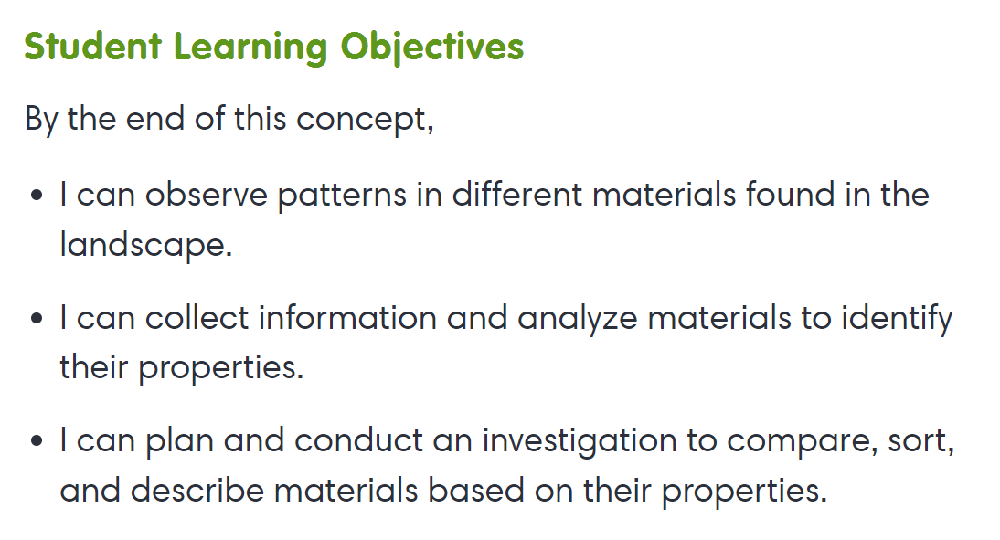 Student Learning Objectives
By the end of this concept,
• I can observe patterns in different materials found in the
landscape.
• I can collect information and analyze materials to identify
their properties.
• I can plan and conduct an investigation to compare, sort,
and describe materials based on their properties.